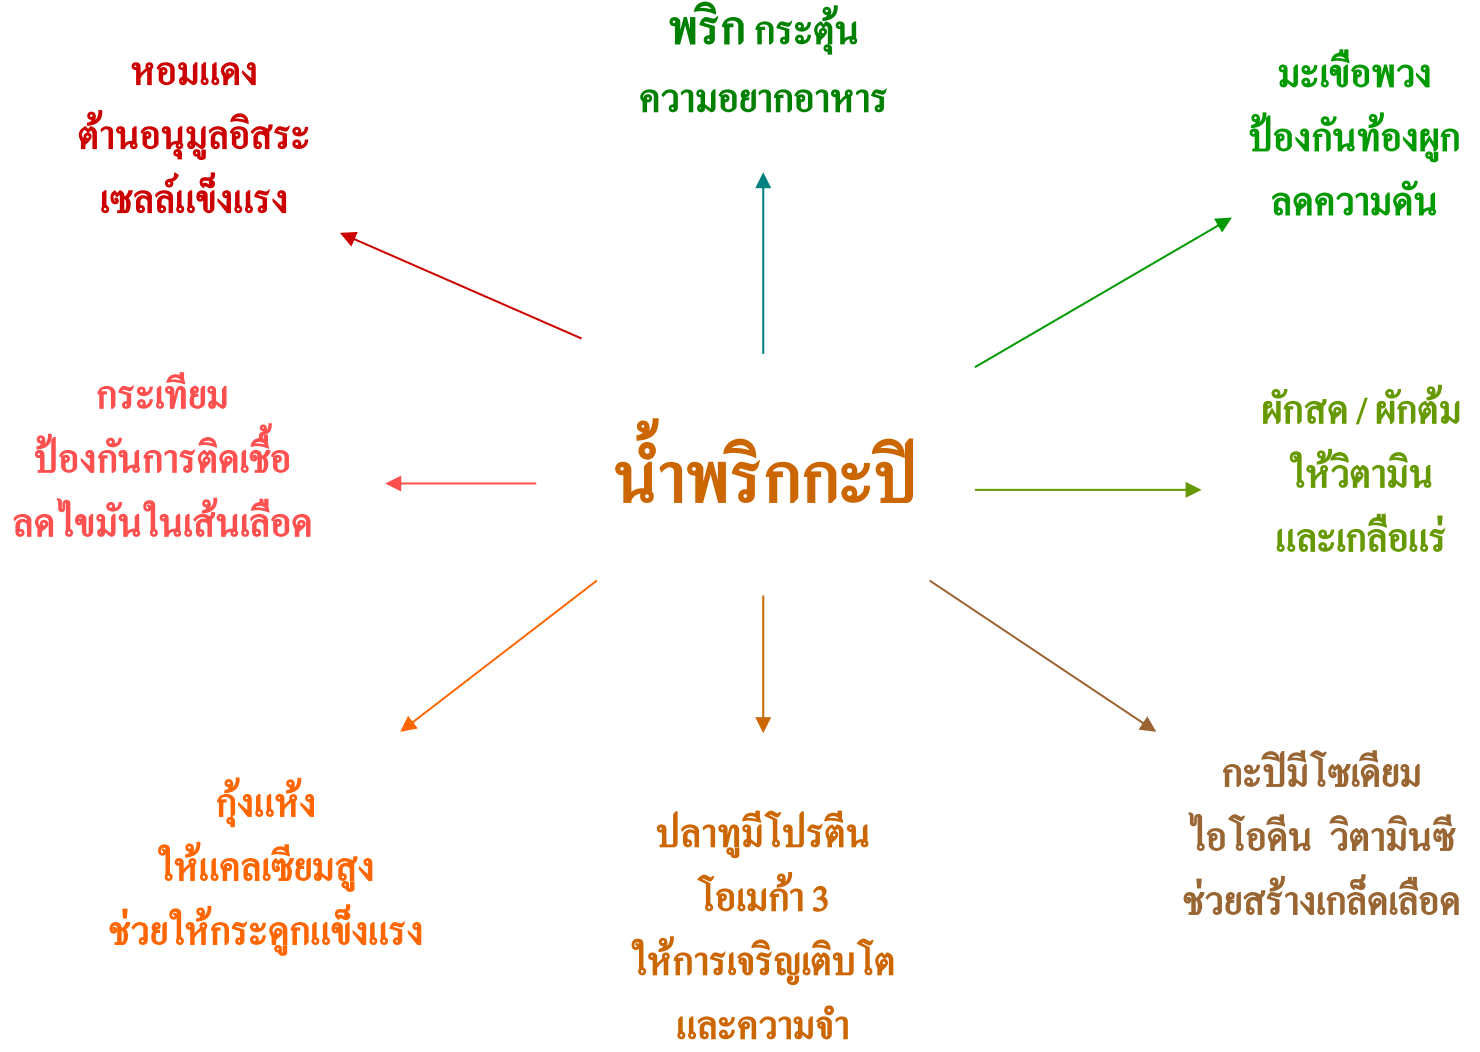 พริก กระตุ้น
ความอยากอาหาร
หอมแดง
ต้านอนุมูลอิสระ
เซลล์แข็งแรง
มะเขือพวง
ป้องกันท้องผูก
ลดความดัน
กระเทียม
ป้องกันการติดเชื้อ
ลดไขมันในเส้นเลือด
น้ำพริกกะปิ
ผักสด / ผักต้ม
ให้วิตามิน
และเกลือแร่
กุ้งแห้ง
ให้แคลเซียมสูง
ช่วยให้กระดูกแข็งแรง
ปลาทูมีโปรตีน
โอเมก้า 3
ให้การเจริญเติบโต
และความจำ
กะปิมีโซเดียม
ไอโอดีน วิตามินซี
ช่วยสร้างเกล็ดเลือด